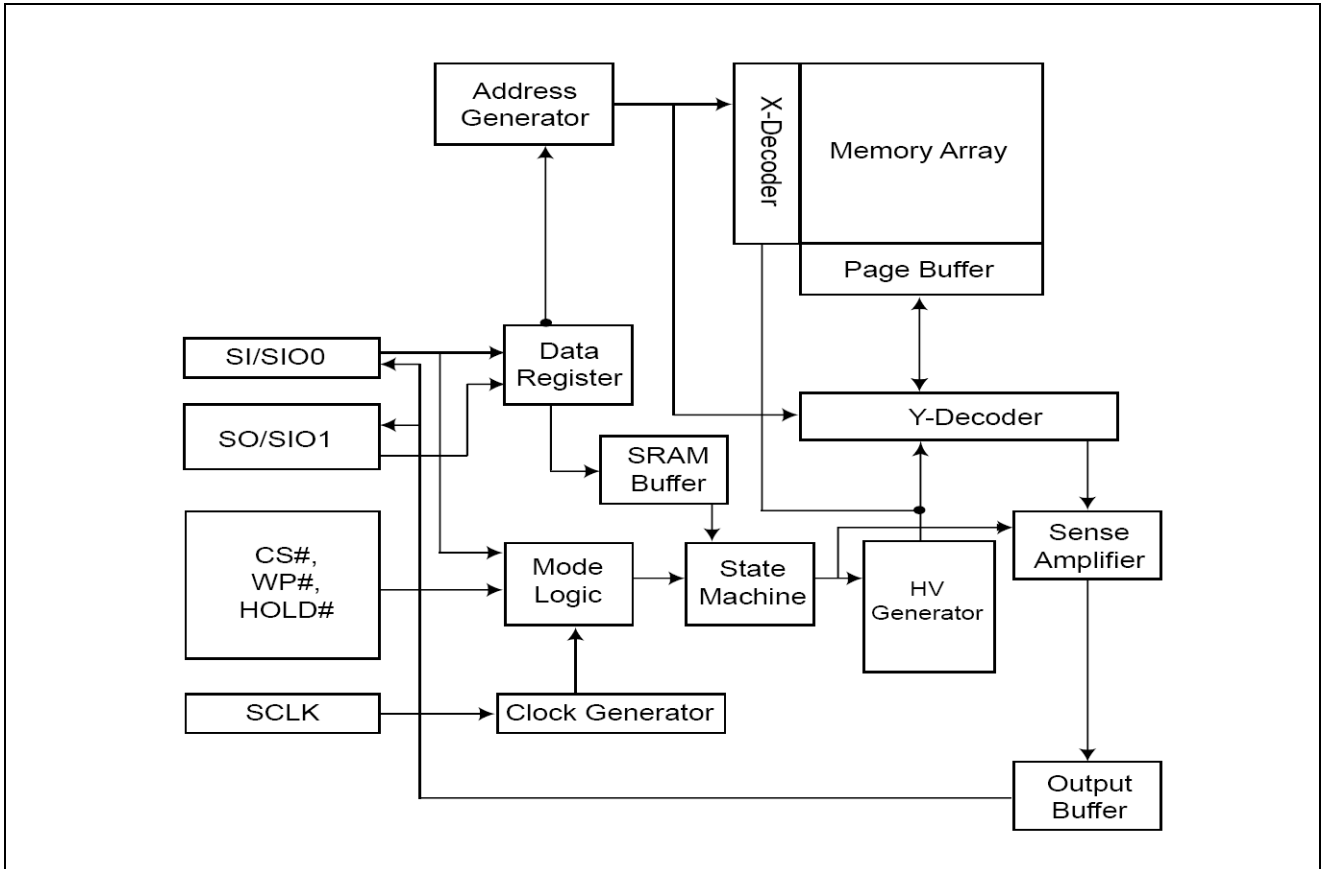 Address
Generator
X-Decoder
Memory Array
Page Buffer
SI/SIO0
Data
Register
SO/SIO1
Y-Decoder
SRAM
Buffer
CS#,
WP#,
HOLD#
Mode
Logic
State
Machine
HV
Generator
Sense
Amplifier
SCLK
Clock Generator
Output
Buffer